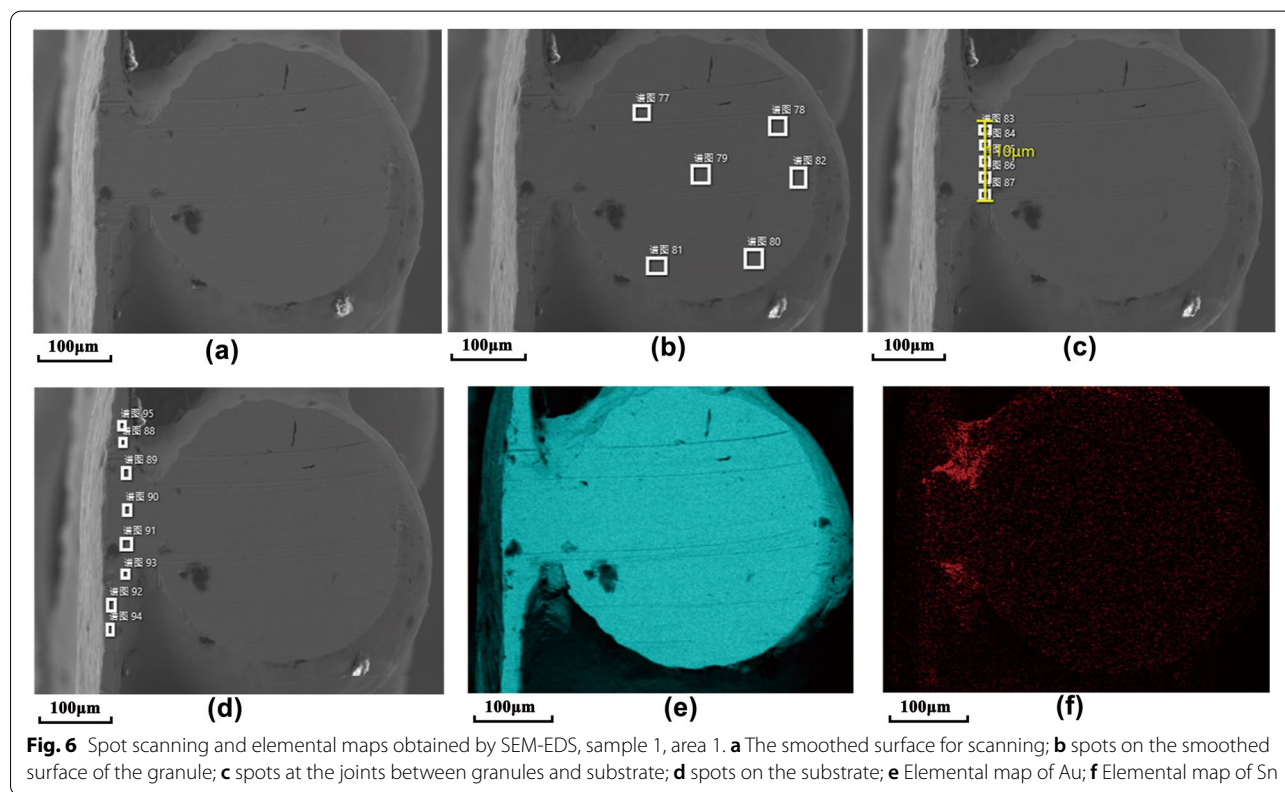 谱图 77
谱图 78
谱图 79
谱图 82
谱图 81
谱图 80
谱图 83
谱图 84
10μm
谱图 86
谱图 87
100μm
(a)
100μm
(b)
100μm
(c)
谱图 95
谱图 88
谱图 89
谱图 90
谱图 91
谱图 93
谱图 92
谱图 94
100μm
(d)
100μm
(e)
100μm
(f)
Fig. 6 Spot scanning and elemental maps obtained by SEM-EDS, sample 1, area 1. a The smoothed surface for scanning; b spots on the smoothed
surface of the granule; c spots at the joints between granules and substrate; d spots on the substrate; e Elemental map of Au; f Elemental map of Sn